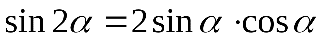 sin 2α = 2 sin α · cos α